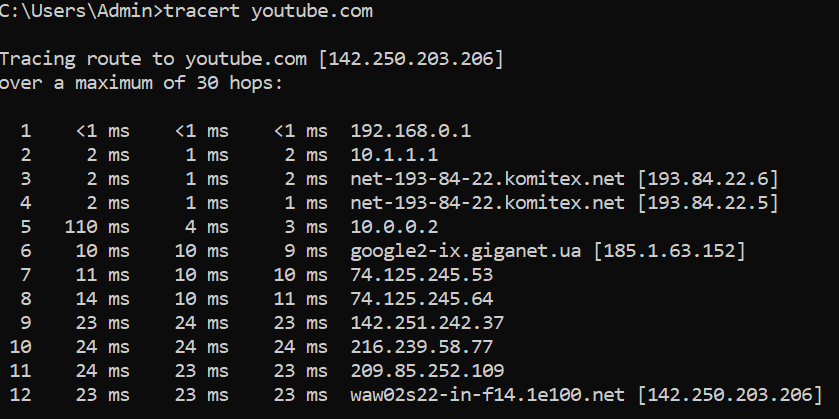 C:\Users\Admin>tracert youtube.com
Tracing route to youtube.com [142.250.203.206]
over a maximum of 30 hops:
1 <1 ms <1 ms <1 ms 192.168.0.1
2 2 ms 1 ms 2 ms 10.1.1.1
3 2 ms 1 ms 2 ms net-193-84-22.komitex.net [193.84.22.6]
4 2 ms 1 ms 1 ms net-193-84-22.komitex.net [193.84.22.5]
5 110 ms 4 ms 3 ms 10.0.0.2
6 10 ms 10 ms 9 ms google2-ix.giganet.ua [185.1.63.152]
7 11 ms 10 ms 10 ms 74.125.245.53
8 14 ms 10 ms 11 ms 74.125.245.64
9 23 ms 24 ms 23 ms 142.251.242.37
10 24 ms 24 ms 24 ms 216.239.58.77
11 24 ms 23 ms 23 ms 209.85.252.109
12 23 ms 23 ms 23 ms waw02s22-in-f14.1e100.net [142.250.203.206]